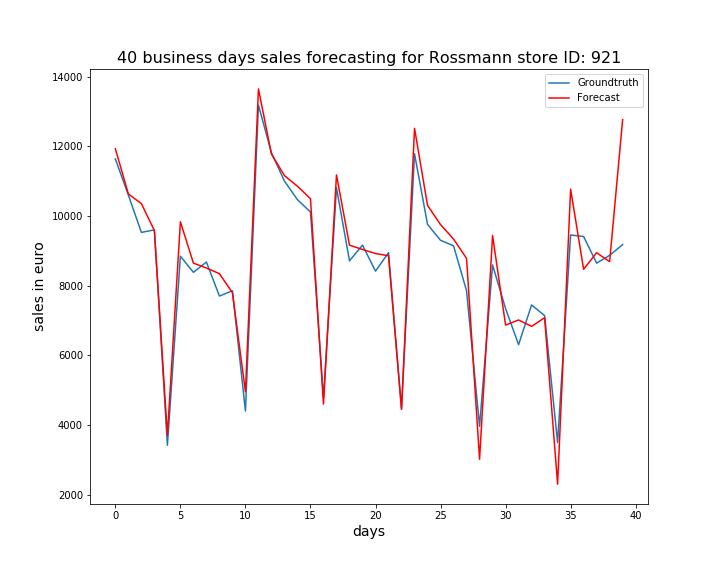 40 business days sales forecasting for Rossmann store ID: 921
14000
12000
10000
8000
6000
4000
2000
sales in euro
Groundtruth
Forecast
0 5 10 15 20 25 30 35 40
days